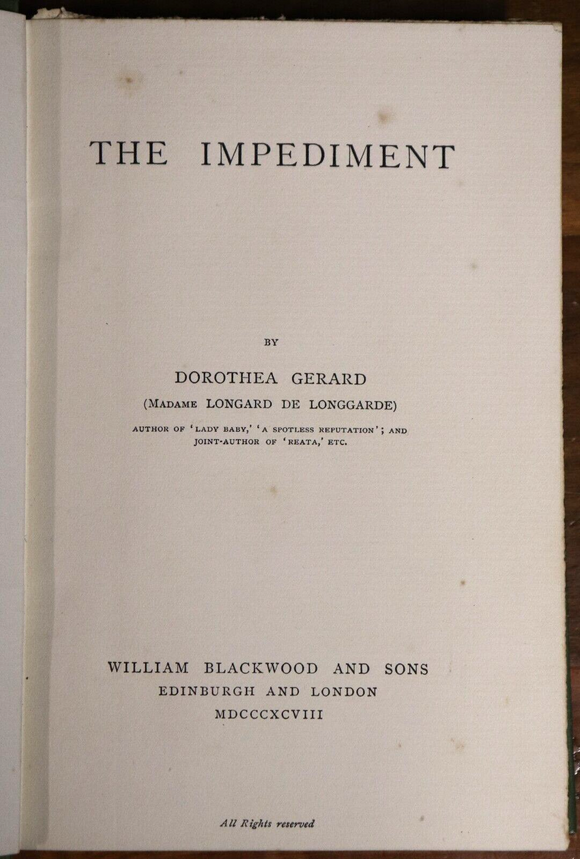 THE IMPEDIMENT
BY
DOROTHEA GERARD
(MADAME LONGARD DE LONGGARDE)
AUTHOR OF 'LADY BABY,' 'A SPOTLESS REPUTATION'; AND
JOINT-AUTHOR OF 'REATA,' ETC.
WILLIAM BLACKWOOD AND SONS
EDINBURGH AND LONDON
MDCCCXCVIII
All Rights reserved